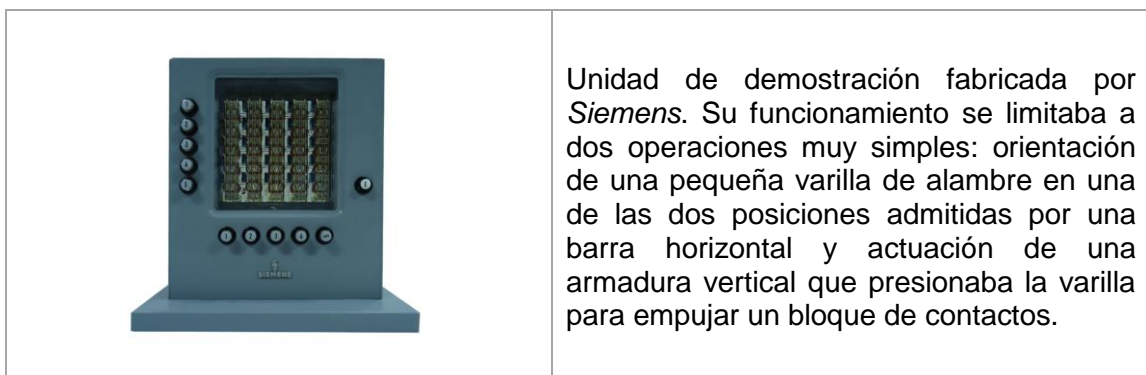 Unidad de demostración fabricada por
Siemens. Su funcionamiento se limitaba a
dos operaciones muy simples: orientación
de una pequeña varilla de alambre en una
de las dos posiciones admitidas por una
barra horizontal y actuación de una
armadura vertical que presionaba la varilla
para empujar un bloque de contactos.
SIEMENS